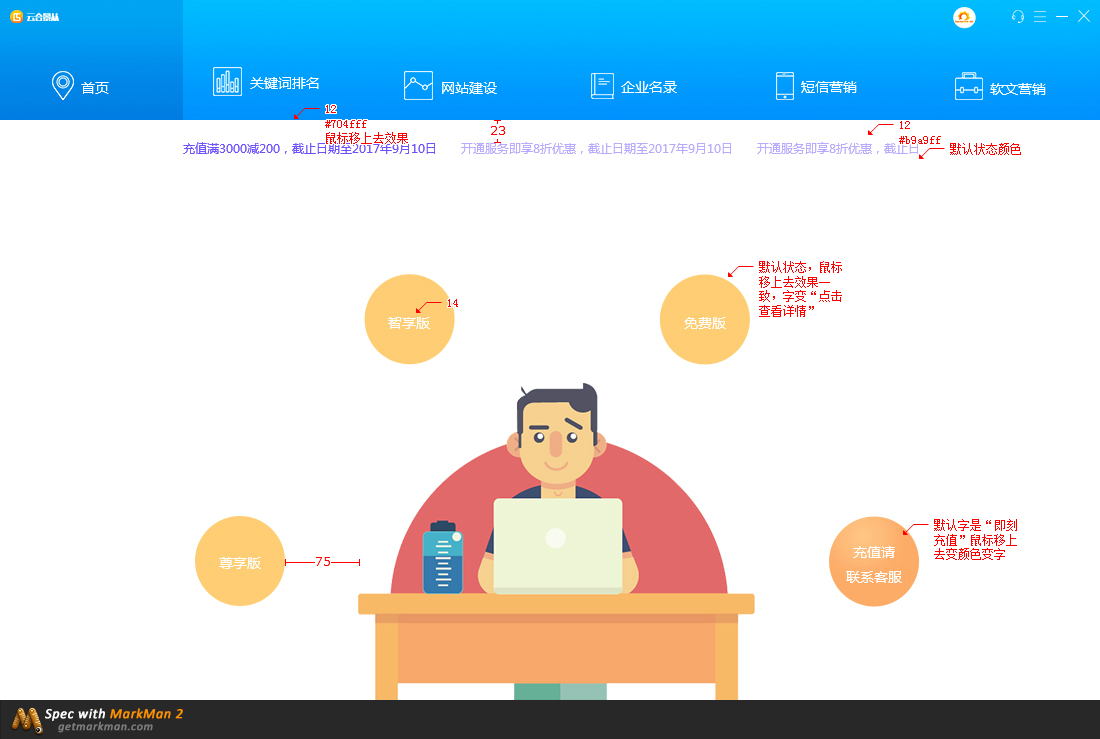 云合景从
首页
关键词排名
网站建设
企业名录
短信营销
软文营销
12
#704fff
鼠标移上去效果
23
12
#b9a9ff
默认状态颜色
充值满3000减200，截止日期至2017年9月10日
开通服务即享8折优惠，截止日期至2017年9月10日
开通服务即享8折优惠，截止日
默认状态，鼠标
移上去效果一
致，字变“点击
查看详情”
14
智享版
免费版
默认字是“即刻
充值”鼠标移上
去变颜色变字
尊享版
75
充值请
联系客服
Spec with MarkMan 2
getmarkman.com